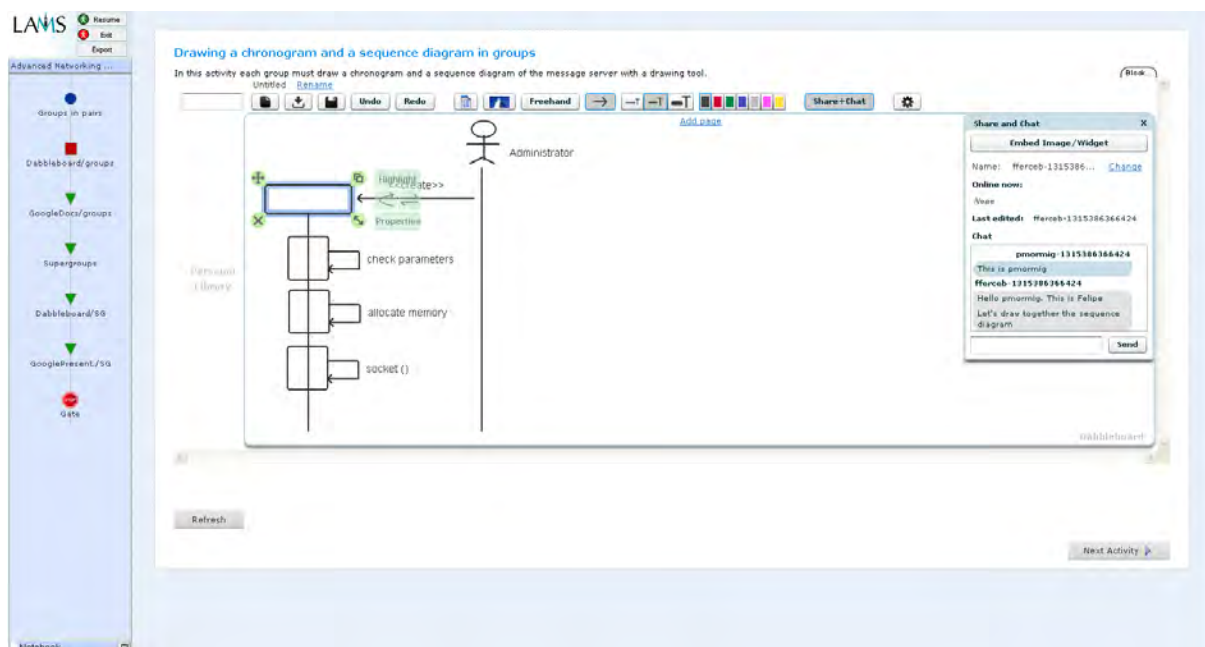 LAMS
Resume
Exit
Export
Advanced Networking ...
Groups in pairs
Dabbleboard/groups
GoogleDocs/groups
Supergroups
Dabbleboard/SG
GooglePresent./SG
STOP
Gate
Notebook
Drawing a chronogram and a sequence diagram in groups
In this activity each group must draw a chronogram and a sequence diagram of the message server with a drawing tool.
Untitled Rename
Undo Redo Freehand T T T Share+Chat
Add page
Administrator
Highlight
<<create>>
Properties
check parameters
allocate memory
socket ()
Personal
Library
Share and Chat X
Embed Image/Widget
Name: fferceb-1315386... Change
Online now:
None
Last edited: fferceb-1315386366424
Chat
pmormig-1315386366424
This is pmormig
fferceb-1315386366424
Hello pmormig. This is Felipe
Let's draw together the sequence
diagram
Send
Dabbleboard
Refresh
Next Activity